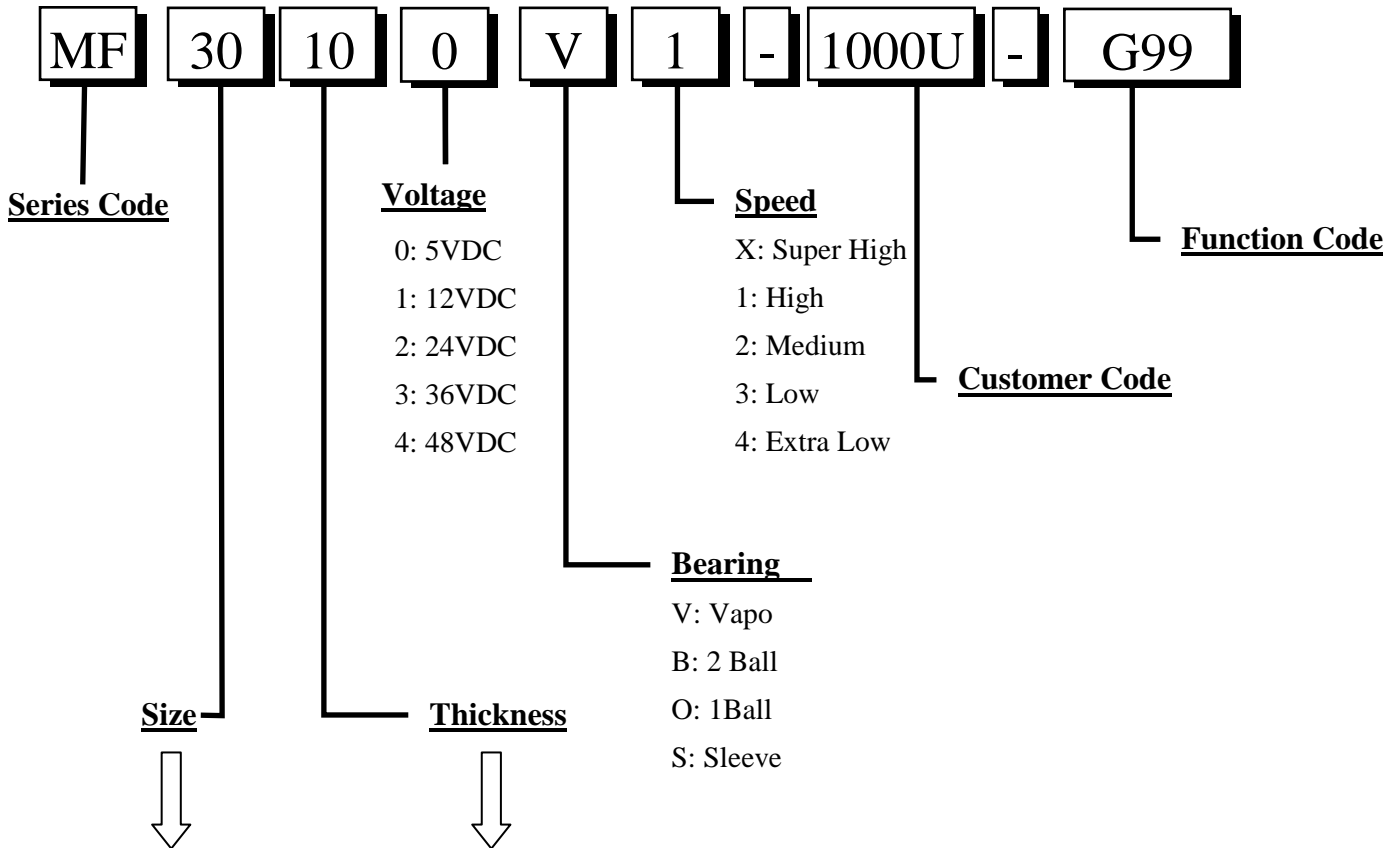 MF 30 10 0 V 1 - 1000U - G99
Series Code
Voltage
0: 5VDC
1: 12VDC
2: 24VDC
3: 36VDC
4: 48VDC
Speed
X: Super High
1: High
2: Medium
3: Low
4: Extra Low
Function Code
Customer Code
Bearing
V: Vapo
B: 2 Ball
O: 1Ball
S: Sleeve
Size
Thickness